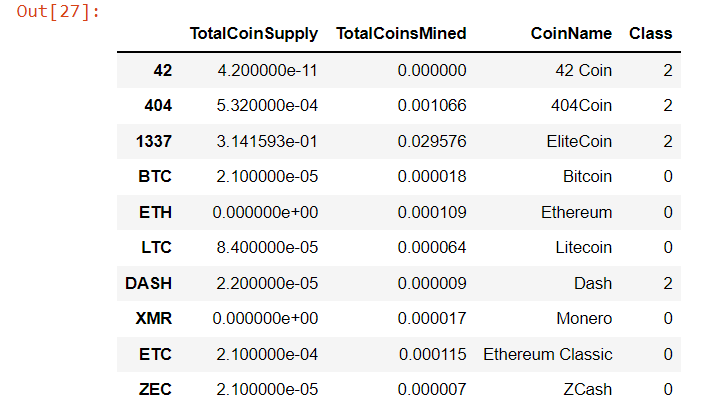 Out[27]:
TotalCoinSupply TotalCoinsMined CoinName Class
42 4.200000e-11 0.000000 42 Coin 2
404 5.320000e-04 0.001066 404Coin 2
1337 3.141593e-01 0.029576 EliteCoin 2
BTC 2.100000e-05 0.000018 Bitcoin 0
ETH 0.000000e+00 0.000109 Ethereum 0
LTC 8.400000e-05 0.000064 Litecoin 0
DASH 2.200000e-05 0.000009 Dash 2
XMR 0.000000e+00 0.000017 Monero 0
ETC 2.100000e-04 0.000115 Ethereum Classic 0
ZEC 2.100000e-05 0.000007 ZCash 0